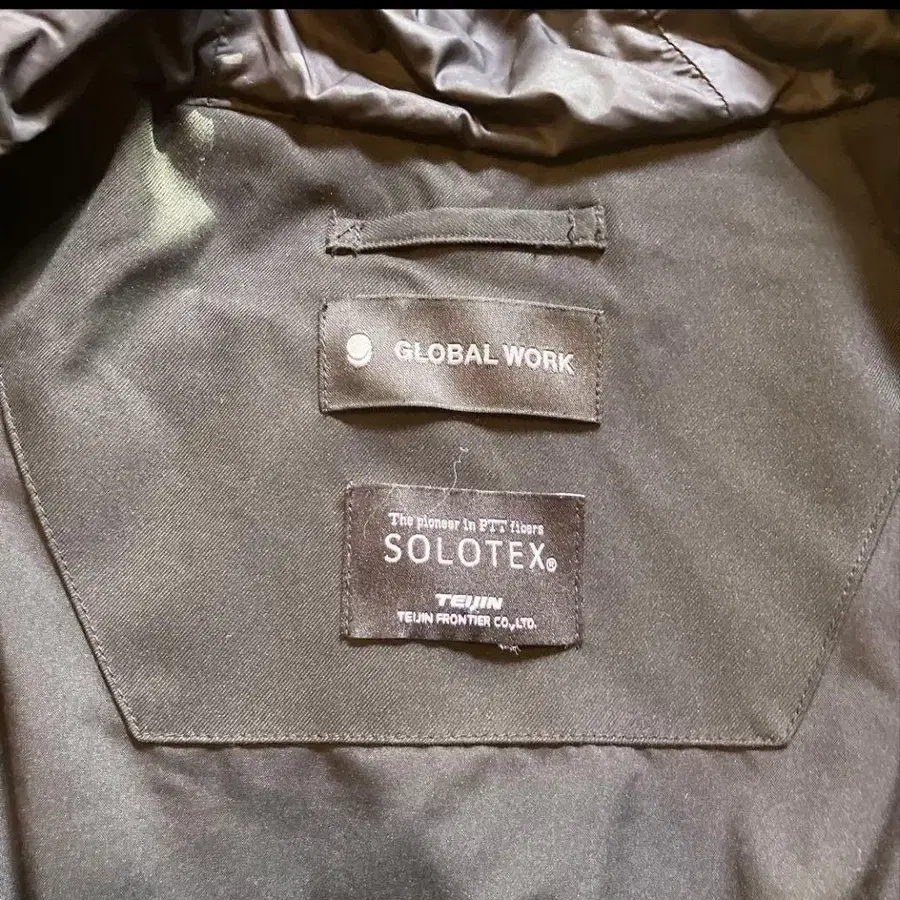 GLOBAL WORK
The pioneer in PTT fibers
SOLOTEX®
TEIJIN
TEIJIN FRONTIER CO.,LTD.